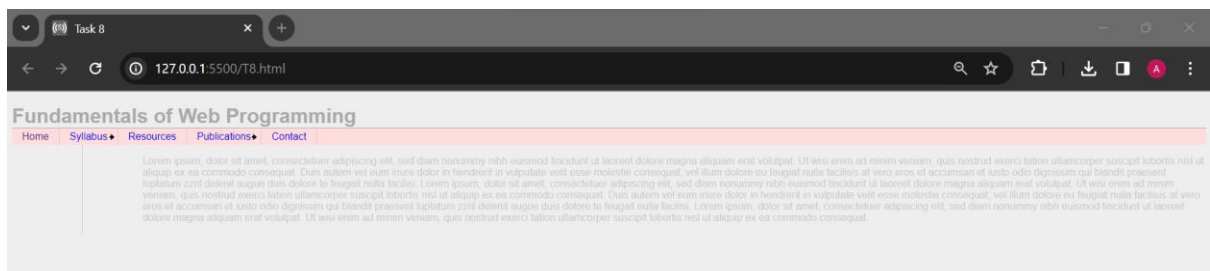 Task 8
127.0.0.1:5500/T8.html
A
Fundamentals of Web Programming
Home Syllabus♦ Resources Publications♦ Contact
Lorem ipsum, dolor sit amet, consectetuer adipiscing elit, sed diam nonummy nibh euismod tincidunt ut laoreet dolore magna aliquam erat volutpat. Ut wisi enim ad minim veniam, quis nostrud exerci tation ullamcorper suscipit lobortis nisl ut
aliquip ex ea commodo consequat. Duis autem vel eum iriure dolor in hendrerit in vulputate velit esse molestie consequat, vel illum dolore eu feugiat nulla facilisis at vero eros et accumsan et iusto odio dignissim qui blandit praesent
luptatum zzril delenit augue duis dolore te feugait nulla facilisi. Lorem ipsum, dolor sit amet, consectetuer adipiscing elit, sed diam nonummy nibh euismod tincidunt ut laoreet dolore magna aliquam erat volutpat. Ut wisi enim ad minim
veniam, quis nostrud exerci tation ullamcorper suscipit lobortis nisl ut aliquip ex ea commodo consequat. Duis autem vel eum iriure dolor in hendrerit in vulputate velit esse molestie consequat, vel illum dolore eu feugiat nulla facilisis at vero
eros et accumsan et iusto odio dignissim qui blandit praesent luptatum zzril delenit augue duis dolore te feugait nulla facilisi. Lorem ipsum, dolor sit amet, consectetuer adipiscing elit, sed diam nonummy nibh euismod tincidunt ut laoreet
dolore magna aliquam erat volutpat. Ut wisi enim ad minim veniam, quis nostrud exerci tation ullamcorper suscipit lobortis nisl ut aliquip ex ea commodo consequat.